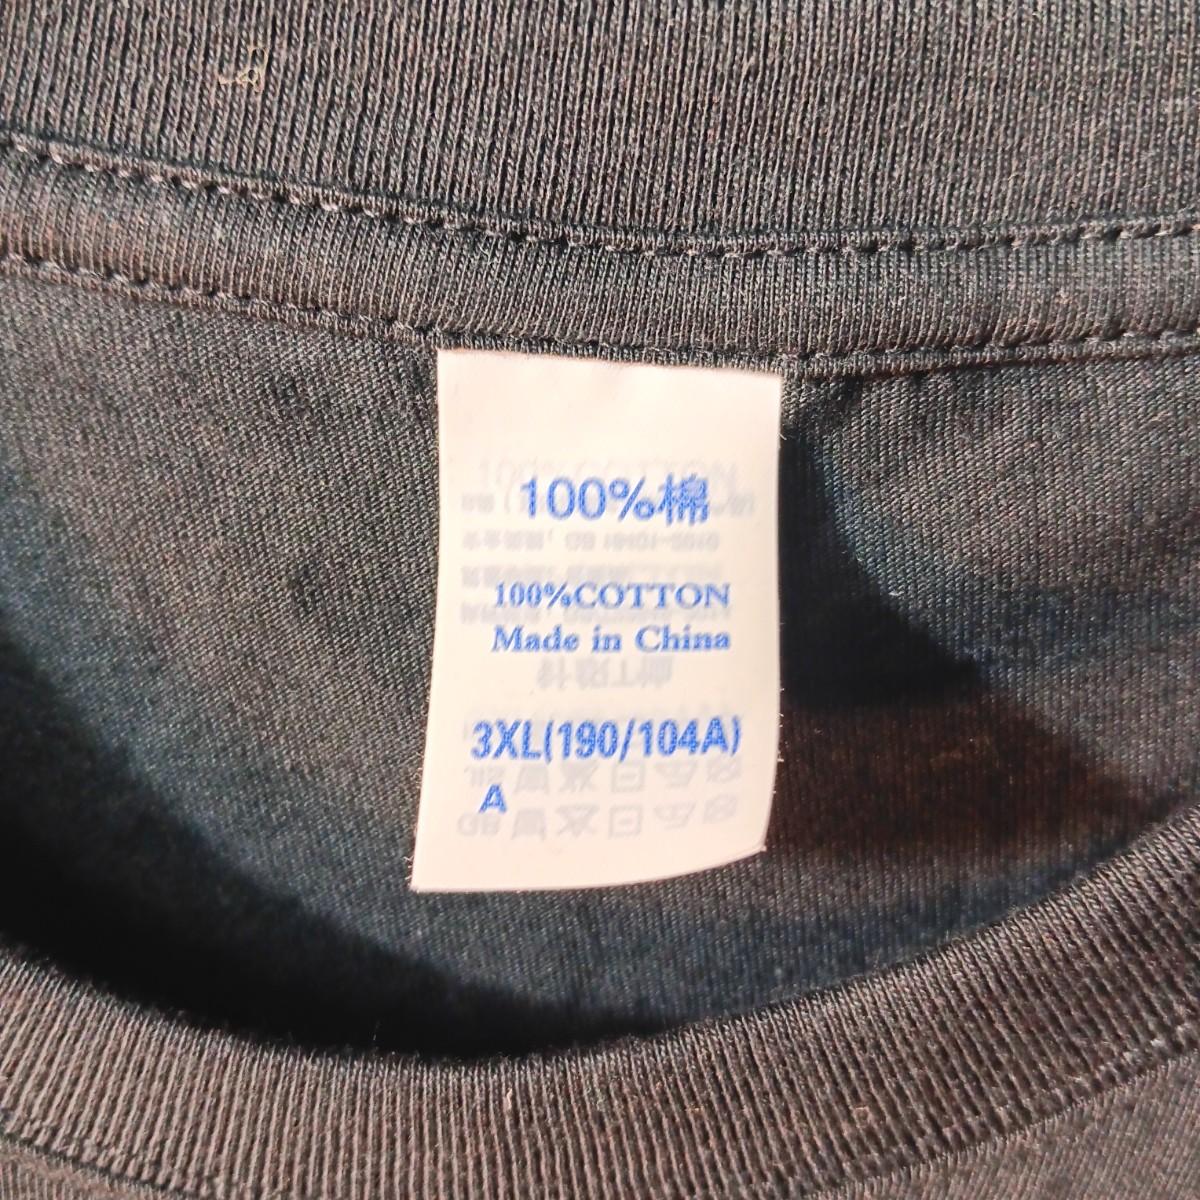 100%棉
100%COTTON
Made in China
3XL(190/104A)
A